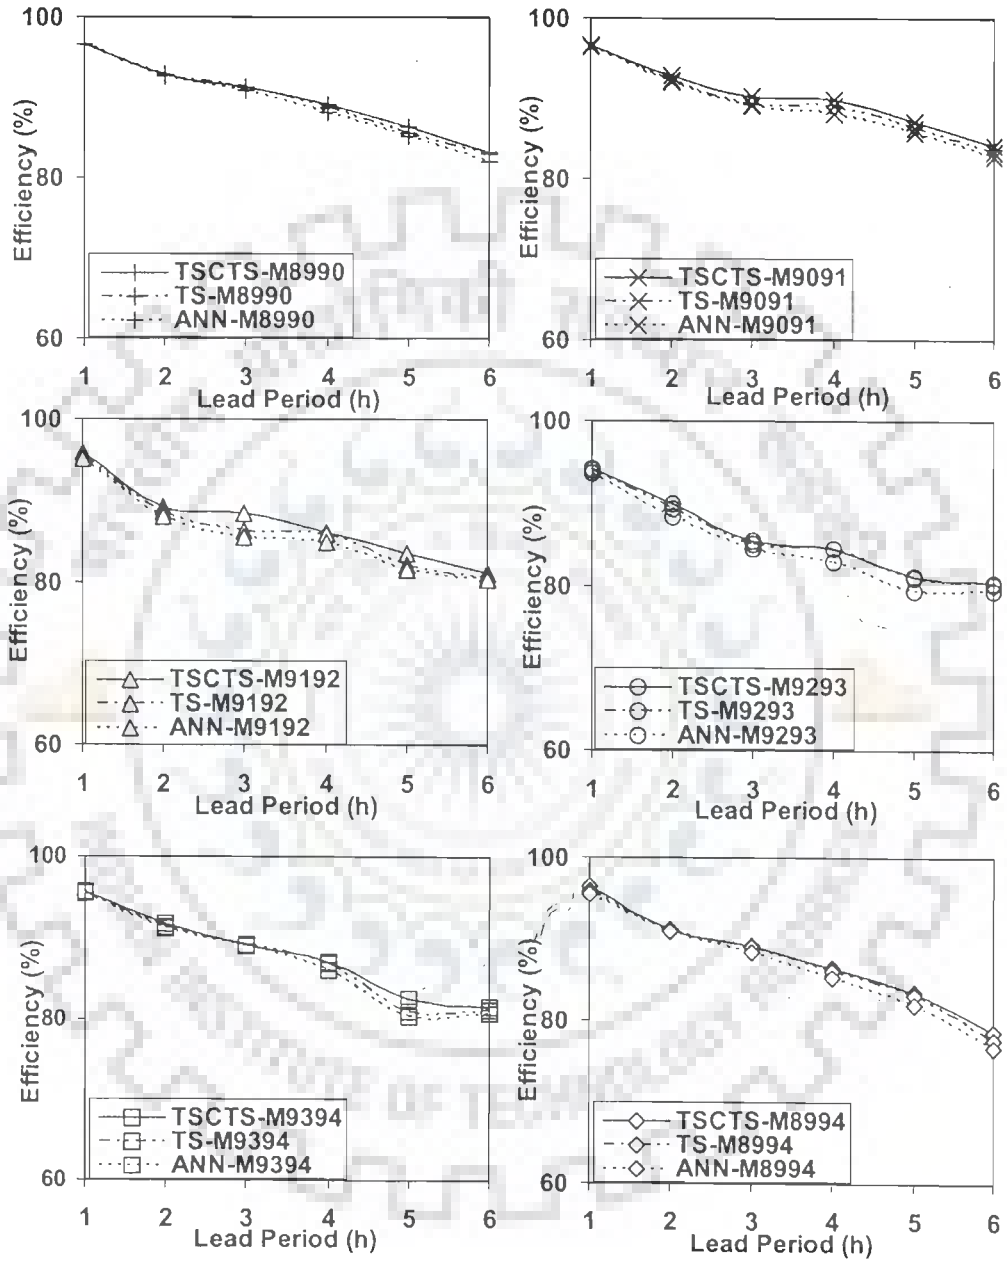 100
80
60
Efficiency (%)
TSCTS-M8990
TS-M8990
ANN-M8990
1 2 3 4 5 6
Lead Period (h)
100
80
60
Efficiency (%)
TSCTS-M9091
TS-M9091
ANN-M9091
1 2 3 4 5 6
Lead Period (h)
100
80
60
Efficiency (%)
TSCTS-M9192
TS-M9192
ANN-M9192
1 2 3 4 5 6
Lead Period (h)
100
80
60
Efficiency (%)
TSCTS-M9293
TS-M9293
ANN-M9293
1 2 3 4 5 6
Lead Period (h)
100
80
60
Efficiency (%)
TSCTS-M9394
TS-M9394
ANN-M9394
1 2 3 4 5 6
Lead Period (h)
100
80
60
Efficiency (%)
TSCTS-M8994
TS-M8994
ANN-M8994
1 2 3 4 5 6
Lead Period (h)